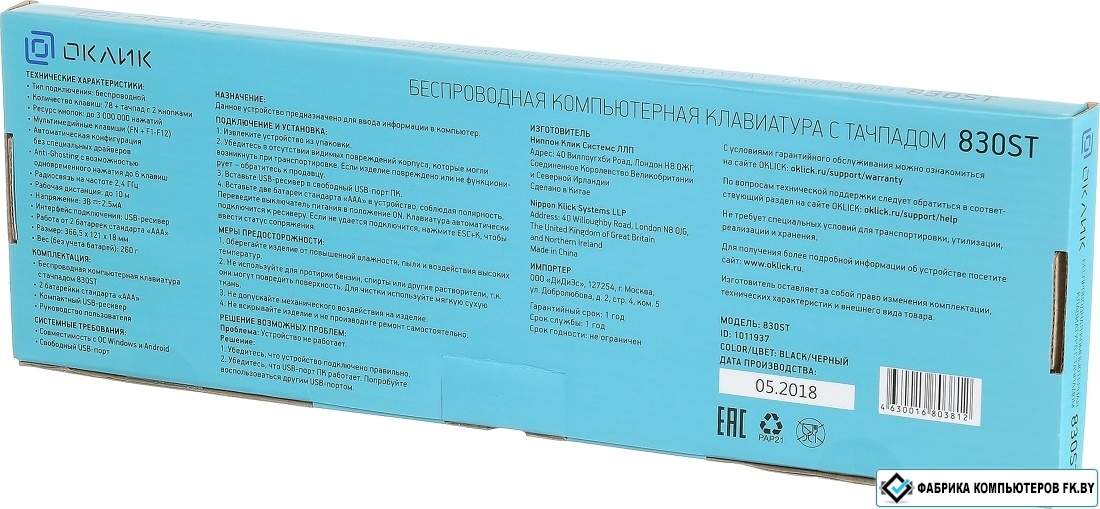 ОКЛИК
ТЕХНИЧЕСКИЕ ХАРАКТЕРИСТИКИ:
• Тип подключения: беспроводной
• Количество клавиш: 78 + тачпад с 2 кнопками
• Ресурс кнопок: до 3 000 000 нажатий
• Мультимедийные клавиши (FN + F1-F12)
• Автоматическая конфигурация
без специальных драйверов
• Anti-Ghosting с возможностью
одновременного нажатия до 6 клавиш
• Радиосвязь на частоте 2,4 ГГц
• Рабочая дистанция: до 10 м
• Напряжение: 3В ⎓ 2,5мА
• Интерфейс подключения: USB-ресивер
• Работа от 2 батареек стандарта «ААА»
• Размер: 366,5 х 121 х 18 мм
• Вес (без учета батарей): 260 г
КОМПЛЕКТАЦИЯ:
• Беспроводная компьютерная клавиатура
с тачпадом 830ST
• 2 батарейки стандарта «ААА»
• Компактный USB-ресивер
• Руководство пользователя
СИСТЕМНЫЕ ТРЕБОВАНИЯ:
• Совместимость с ОС Windows и Android
• Свободный USB-порт
НАЗНАЧЕНИЕ:
Данное устройство предназначено для ввода информации в компьютер.
ПОДКЛЮЧЕНИЕ И УСТАНОВКА:
1. Извлеките устройство из упаковки.
2. Убедитесь в отсутствии видимых повреждений корпуса, которые могли
возникнуть при транспортировке. Если изделие повреждено или не функциони-
рует – обратитесь к продавцу.
3. Вставьте USB-ресивер в свободный USB-порт ПК.
4. Вставьте две батареи стандарта «ААА» в устройство, соблюдая полярность.
Переведите выключатель питания в положение ON. Клавиатура автоматически
подключится к ресиверу. Если не удается подключится, нажмите ESC+K, чтобы
ввести статус сопряжения.
МЕРЫ ПРЕДОСТОРОЖНОСТИ:
1. Оберегайте изделие от повышенной влажности, пыли и воздействия высоких
температур.
2. Не используйте для протирки бензин, спирты или другие растворители, т.к.
они могут повредить поверхность. Для чистки используйте мягкую сухую
ткань.
3. Не допускайте механического воздействия на изделие.
4. Не вскрывайте изделие и не производите ремонт самостоятельно.
РЕШЕНИЕ ВОЗМОЖНЫХ ПРОБЛЕМ:
Проблема: Устройство не работает.
Решение:
1. Убедитесь, что устройство подключено правильно.
2. Убедитесь, что USB-порт ПК работает. Попробуйте
воспользоваться другим USB-портом.
БЕСПРОВОДНАЯ КОМПЬЮТЕРНАЯ КЛАВИАТУРА С ТАЧПАДОМ 830ST
ИЗГОТОВИТЕЛЬ
Ниппон Клик Системс ЛЛП
Адрес: 40 Виллоугхби Роад, Лондон Н8 ОЖГ,
Соединенное Королевство Великобритании
и Северной Ирландии
Сделано в Китае
Nippon Klick Systems LLP
Address: 40 Willoughby Road, London N8 0JG,
The United Kingdom of Great Britain
and Northern Ireland
Made in China
ИМПОРТЕР
ООО «ДиДиЭс», 127254, г. Москва,
ул. Добролюбова, д. 2, стр. 4, ком. 5
Гарантийный срок: 1 год
Срок службы: 1 год
Срок годности: не ограничен
С условиями гарантийного обслуживания можно ознакомиться
на сайте OKLICK: oklick.ru/support/warranty
По вопросам технической поддержки следует обратиться в соответ-
ствующий раздел на сайте OKLICK: oklick.ru/support/help
Не требует специальных условий для транспортировки, утилизации,
реализации и хранения.
Для получения более подробной информации об устройстве посетите
сайт: www.oklick.ru.
Изготовитель оставляет за собой право изменения комплектации,
технических характеристик и внешнего вида товара.
МОДЕЛЬ: 830ST
ID: 1011937
COLOR/ЦВЕТ: BLACK/ЧЕРНЫЙ
ДАТА ПРОИЗВОДСТВА:
05.2018
4 630016 803812
EAC
PAP21
830ST
ОКЛИК
830ST
ФАБРИКА КОМПЬЮТЕРОВ FK.BY